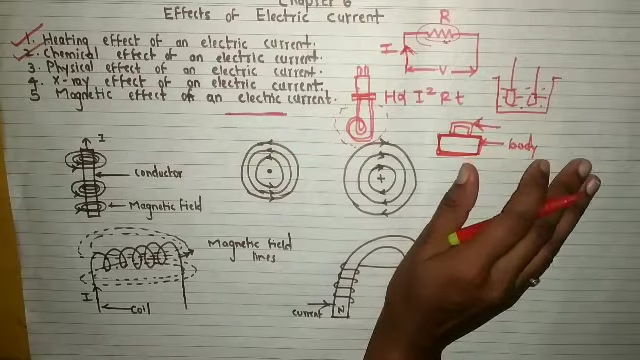 Chapter 6
Effects of Electric Current
1. Heating effect of an electric current.
2. Chemical effect of an electric current.
3. Physical effect of an electric current.
4. X-ray effect of an electric current.
5 Magnetic effect of an electric current.
R
I
V
H α I² R t
body
I
conductor
Magnetic field
+
Magnetic field
lines
I
coil
current
N